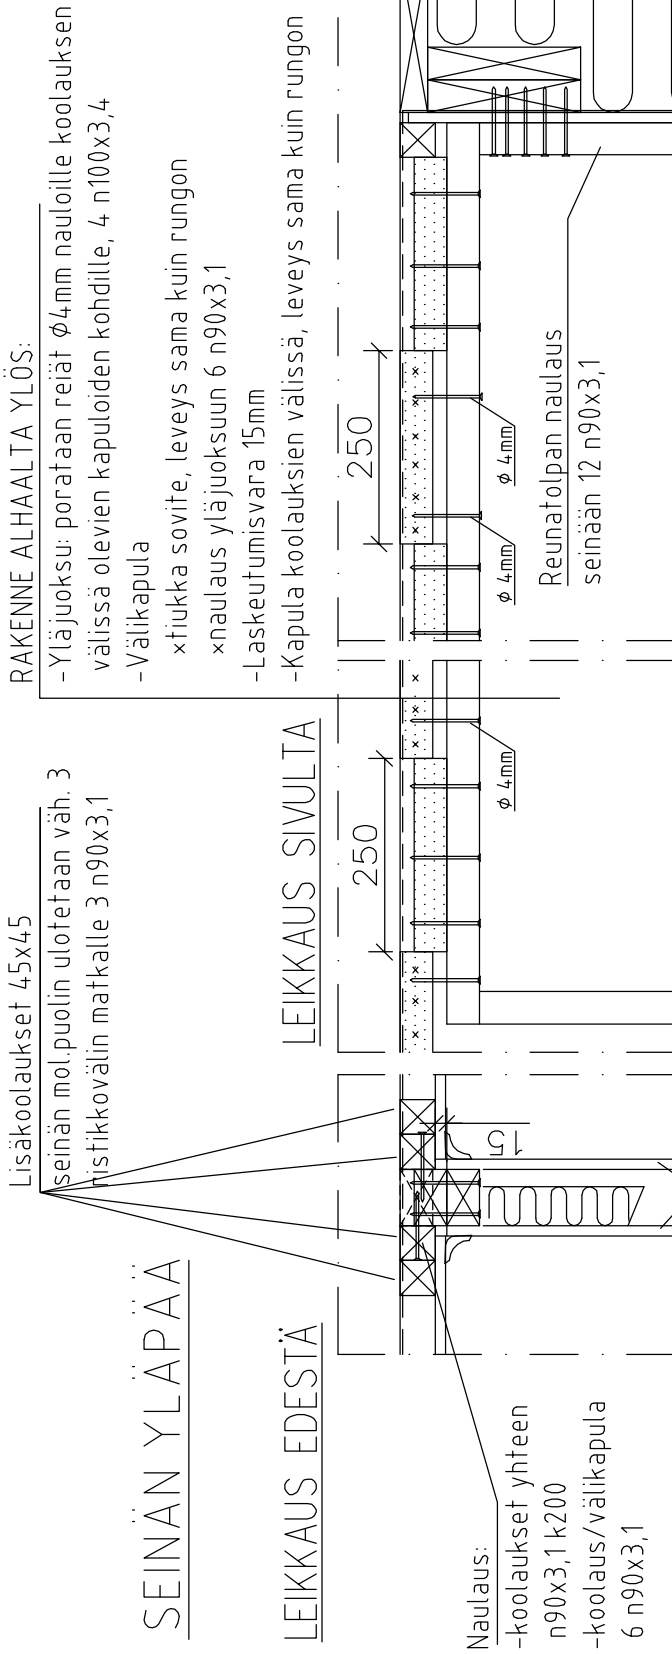 SEINÄN YLÄPÄÄ
Lisäkoolaukset 45x45
seinän mol.puolin ulotetaan väh. 3
ristikkovälin matkalle 3 n90x3,1
RAKENNE ALHAALTA YLÖS:
-Yläjuoksu: porataan reiät ϕ4mm nauloille koolauksen
välissä olevien kapuloiden kohdille, 4 n100x3,4
-Välikapula
xtiukka sovite, leveys sama kuin rungon
xnaulaus yläjuoksuun 6 n90x3,1
-Laskeutumisvara 15mm
-Kapula koolauksien välissä, leveys sama kuin rungon
LEIKKAUS EDESTÄ
LEIKKAUS SIVULTA
250
250
15
ϕ 4mm
ϕ 4mm
ϕ 4mm
Naulaus:
-koolaukset yhteen
n90x3,1 k200
-koolaus/välikapula
6 n90x3,1
Reunatolpan naulaus
seinään 12 n90x3,1